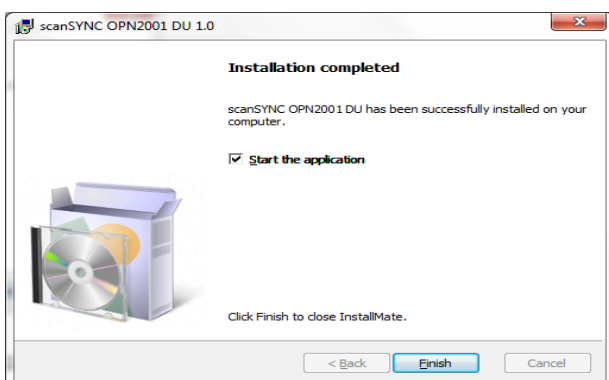 scanSYNC OPN2001 DU 1.0
Installation completed
scanSYNC OPN2001 DU has been successfully installed on your
computer.
Start the application
Click Finish to close InstallMate.
< Back
Finish
Cancel